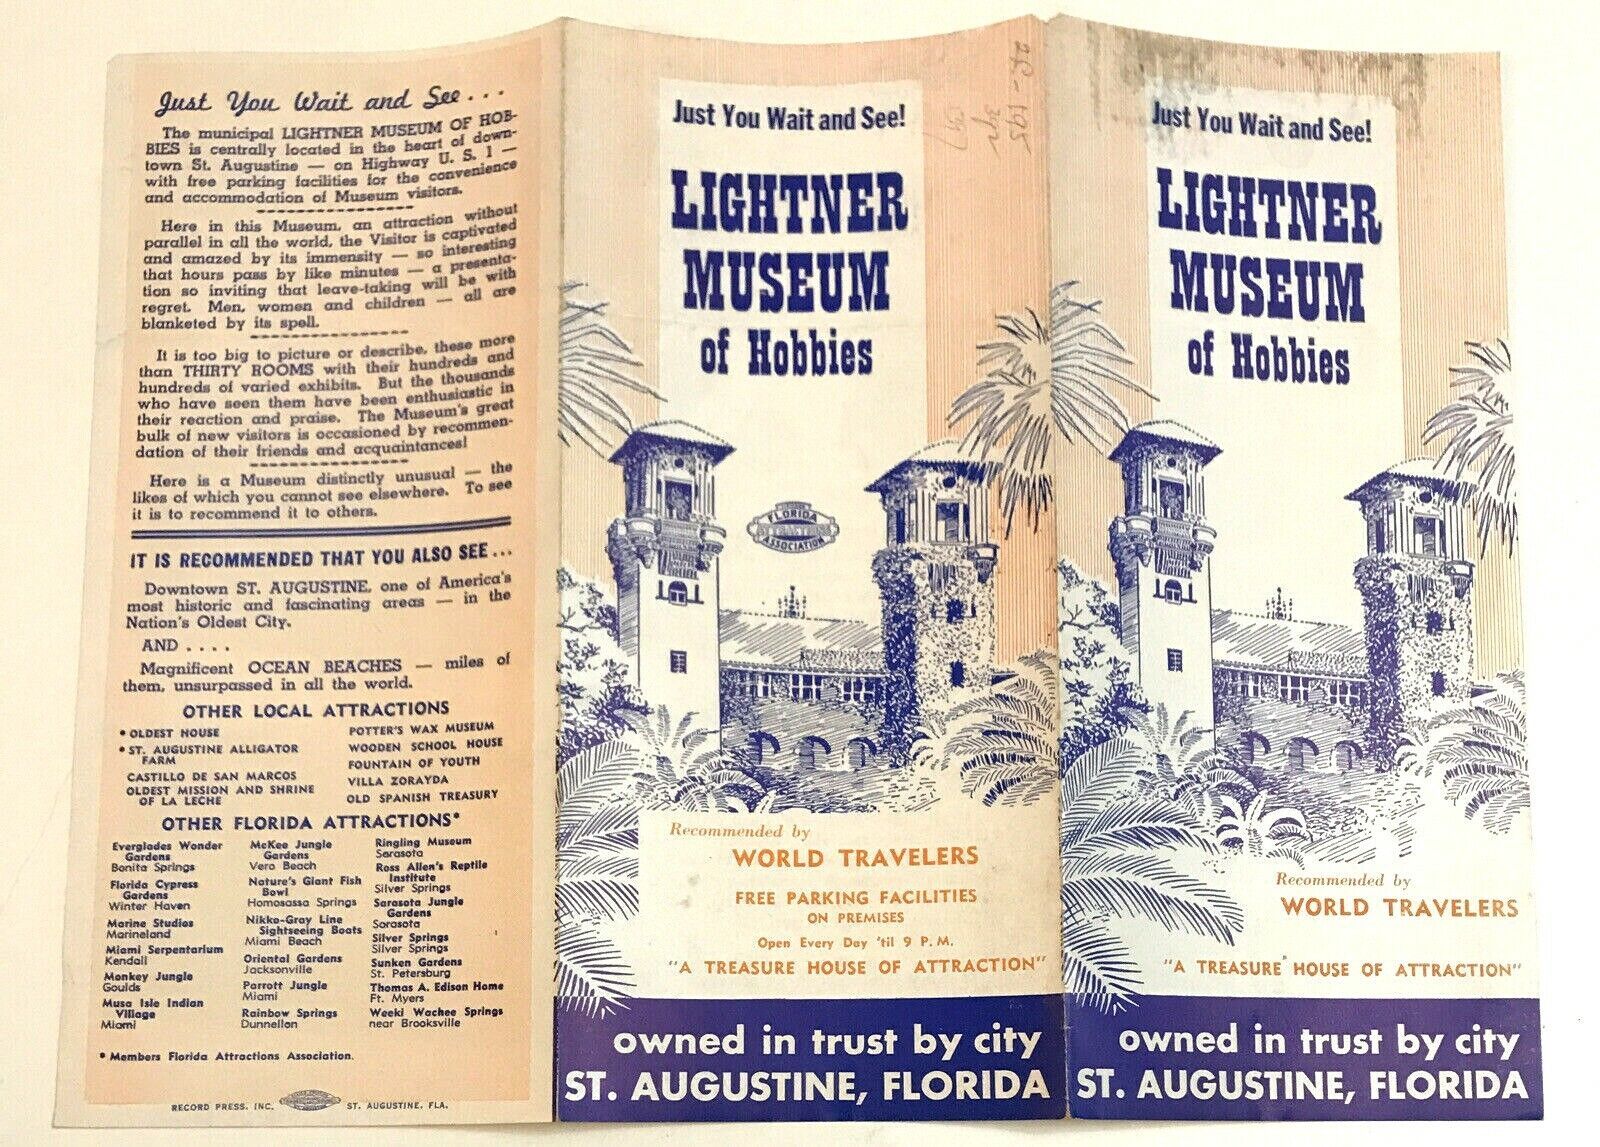 Just You Wait and See . . .
The municipal LIGHTNER MUSEUM OF HOB-
BIES is centrally located in the heart of down-
town St. Augustine — on Highway U. S. 1 —
with free parking facilities for the convenience
and accommodation of Museum visitors.
Here in this Museum, an attraction without
parallel in all the world, the Visitor is captivated
and amazed by its immensity — so interesting
that hours pass by like minutes — a presenta-
tion so inviting that leave-taking will be with
regret. Men, women and children — all are
blanketed by its spell.
It is too big to picture or describe, these more
than THIRTY ROOMS with their hundreds and
hundreds of varied exhibits. But the thousands
who have seen them have been enthusiastic in
their reaction and praise. The Museum's great
bulk of new visitors is occasioned by recommen-
dation of their friends and acquaintances!
Here is a Museum distinctly unusual — the
likes of which you cannot see elsewhere. To see
it is to recommend it to others.
IT IS RECOMMENDED THAT YOU ALSO SEE...
Downtown ST. AUGUSTINE, one of America's
most historic and fascinating areas — in the
Nation's Oldest City.
AND . . . .
Magnificent OCEAN BEACHES — miles of
them, unsurpassed in all the world.
OTHER LOCAL ATTRACTIONS
• OLDEST HOUSE
• ST. AUGUSTINE ALLIGATOR
FARM
CASTILLO DE SAN MARCOS
OLDEST MISSION AND SHRINE
OF LA LECHE
POTTER'S WAX MUSEUM
WOODEN SCHOOL HOUSE
FOUNTAIN OF YOUTH
VILLA ZORAYDA
OLD SPANISH TREASURY
OTHER FLORIDA ATTRACTIONS*
Everglades Wonder
Gardens
Bonita Springs
Florida Cypress
Gardens
Winter Haven
Marine Studios
Marineland
Miami Serpentarium
Kendall
Monkey Jungle
Goulds
Musa Isle Indian
Village
Miami
McKee Jungle
Gardens
Vero Beach
Nature's Giant Fish
Bowl
Homosassa Springs
Nikko-Gray Line
Sightseeing Boats
Miami Beach
Oriental Gardens
Jacksonville
Parrott Jungle
Miami
Rainbow Springs
Dunnellon
Ringling Museum
Sarasota
Ross Allen's Reptile
Institute
Silver Springs
Sarasota Jungle
Gardens
Sarasota
Silver Springs
Silver Springs
Sunken Gardens
St. Petersburg
Thomas A. Edison Home
Ft. Myers
Weeki Wachee Springs
near Brooksville
• Members Florida Attractions Association.
RECORD PRESS, INC. ST. AUGUSTINE, FLA.
Just You Wait and See!
LIGHTNER
MUSEUM
of Hobbies
FLORIDA
ATTRACTIONS
ASSOCIATION
Recommended by
WORLD TRAVELERS
FREE PARKING FACILITIES
ON PREMISES
Open Every Day 'til 9 P. M.
"A TREASURE HOUSE OF ATTRACTION"
owned in trust by city
ST. AUGUSTINE, FLORIDA
Just You Wait and See!
LIGHTNER
MUSEUM
of Hobbies
Recommended by
WORLD TRAVELERS
"A TREASURE HOUSE OF ATTRACTION"
owned in trust by city
ST. AUGUSTINE, FLORIDA